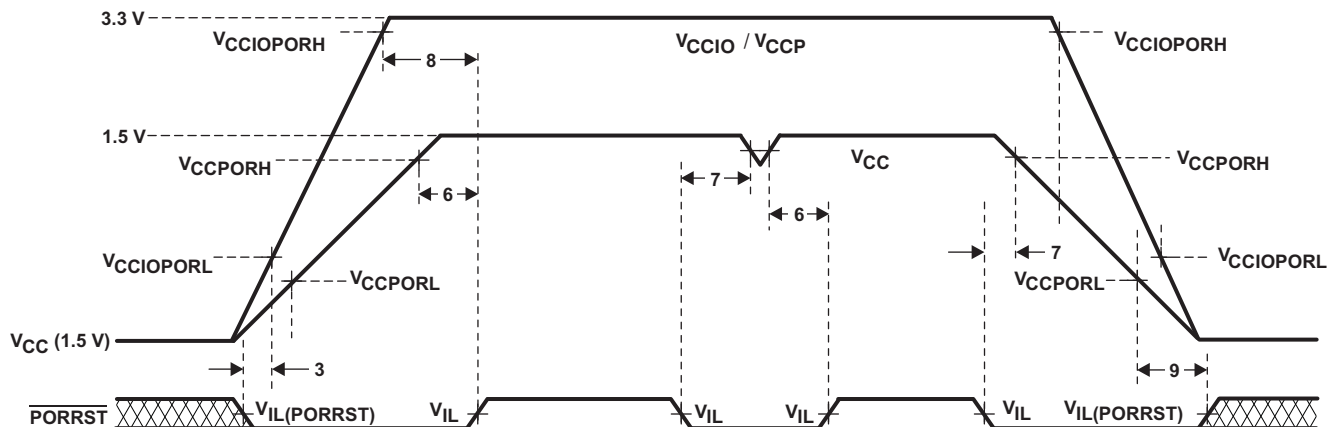 3.3 V
VCCIOPORH
VCCIO / VCCP
VCCIOPORH
8
1.5 V
VCCPORH
VCC
VCCPORH
7
6
6
7
VCCIOPORL
VCCPORL
VCCPORL
VCCIOPORL
VCC (1.5 V)
3
9
PORRST
VIL(PORRST)
VIL
VIL
VIL
VIL
VIL(PORRST)